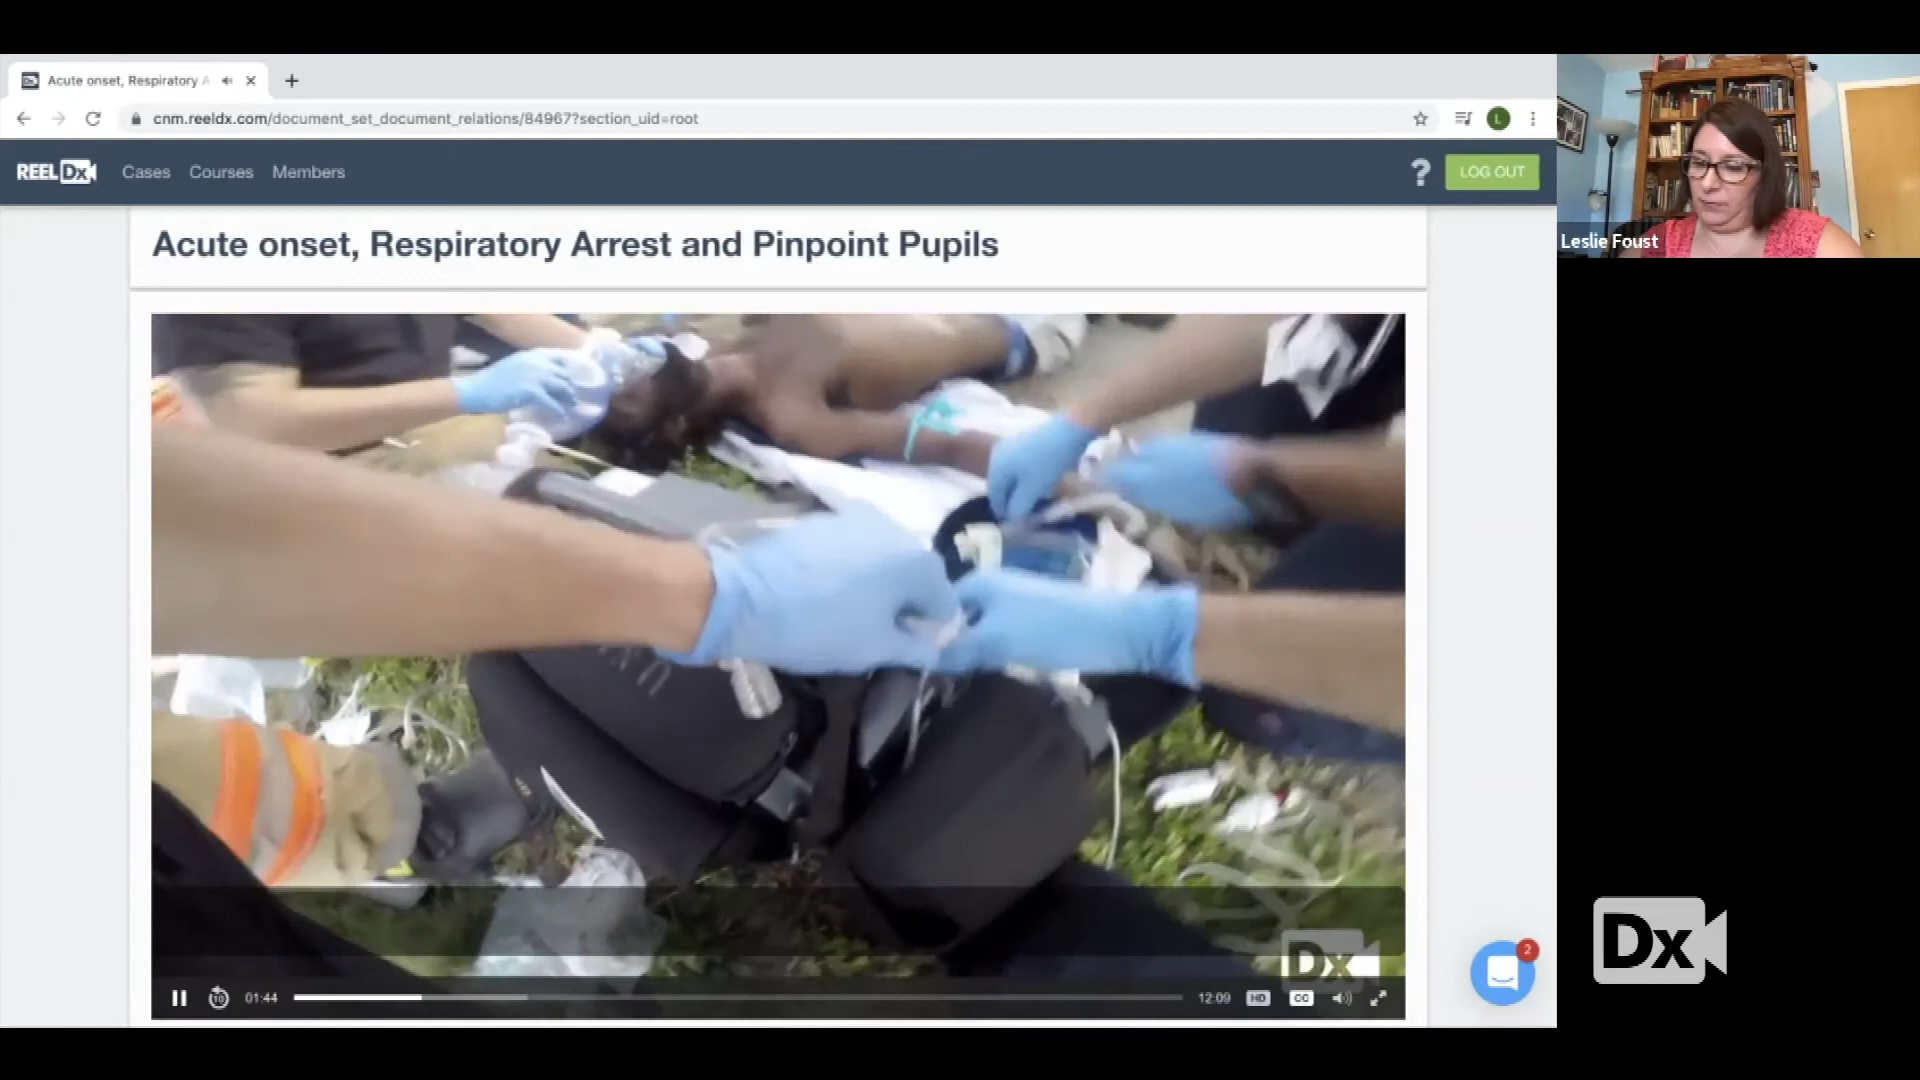 Acute onset, Respiratory A
cnm.reeldx.com/document_set_document_relations/84967?section_uid=root
L
REEL Dx
Cases
Courses
Members
?
LOG OUT
Acute onset, Respiratory Arrest and Pinpoint Pupils
Leslie Foust
Dx
10
01:44
12:09
HD
CC
2
Dx